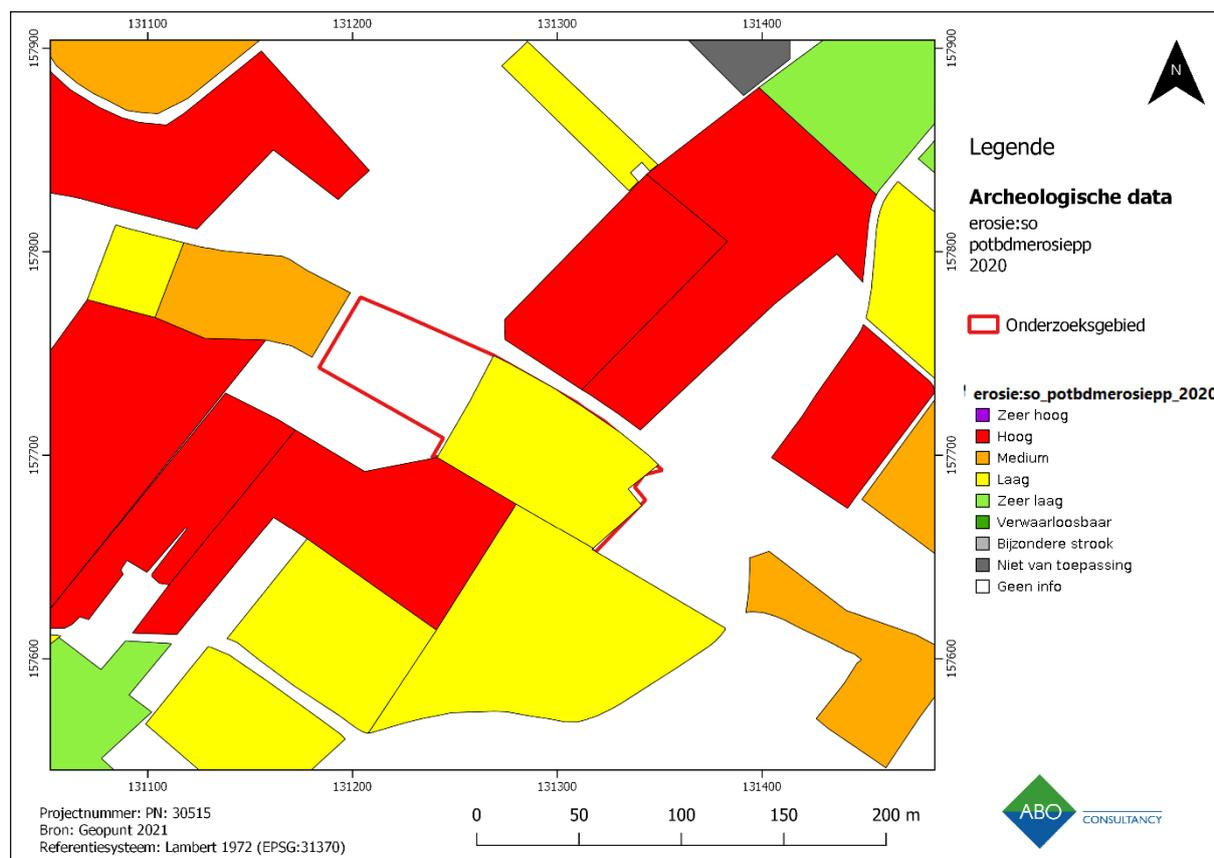 131100 131200 131300 131400
157900
157900
N
Legende
Archeologische data
erosie:so
potbdmerosiepp
2020
157800
157800
Onderzoeksgebied
erosie:so_potbdmerosiepp_2020
Zeer hoog
Hoog
Medium
Laag
Zeer laag
Verwaarloosbaar
Bijzondere strook
Niet van toepassing
Geen info
157700
157700
157600
157600
131100 131200 131300 131400
Projectnummer: PN: 30515
Bron: Geopunt 2021
Referentiesysteem: Lambert 1972 (EPSG:31370)
0 50 100 150 200 m
ABO CONSULTANCY